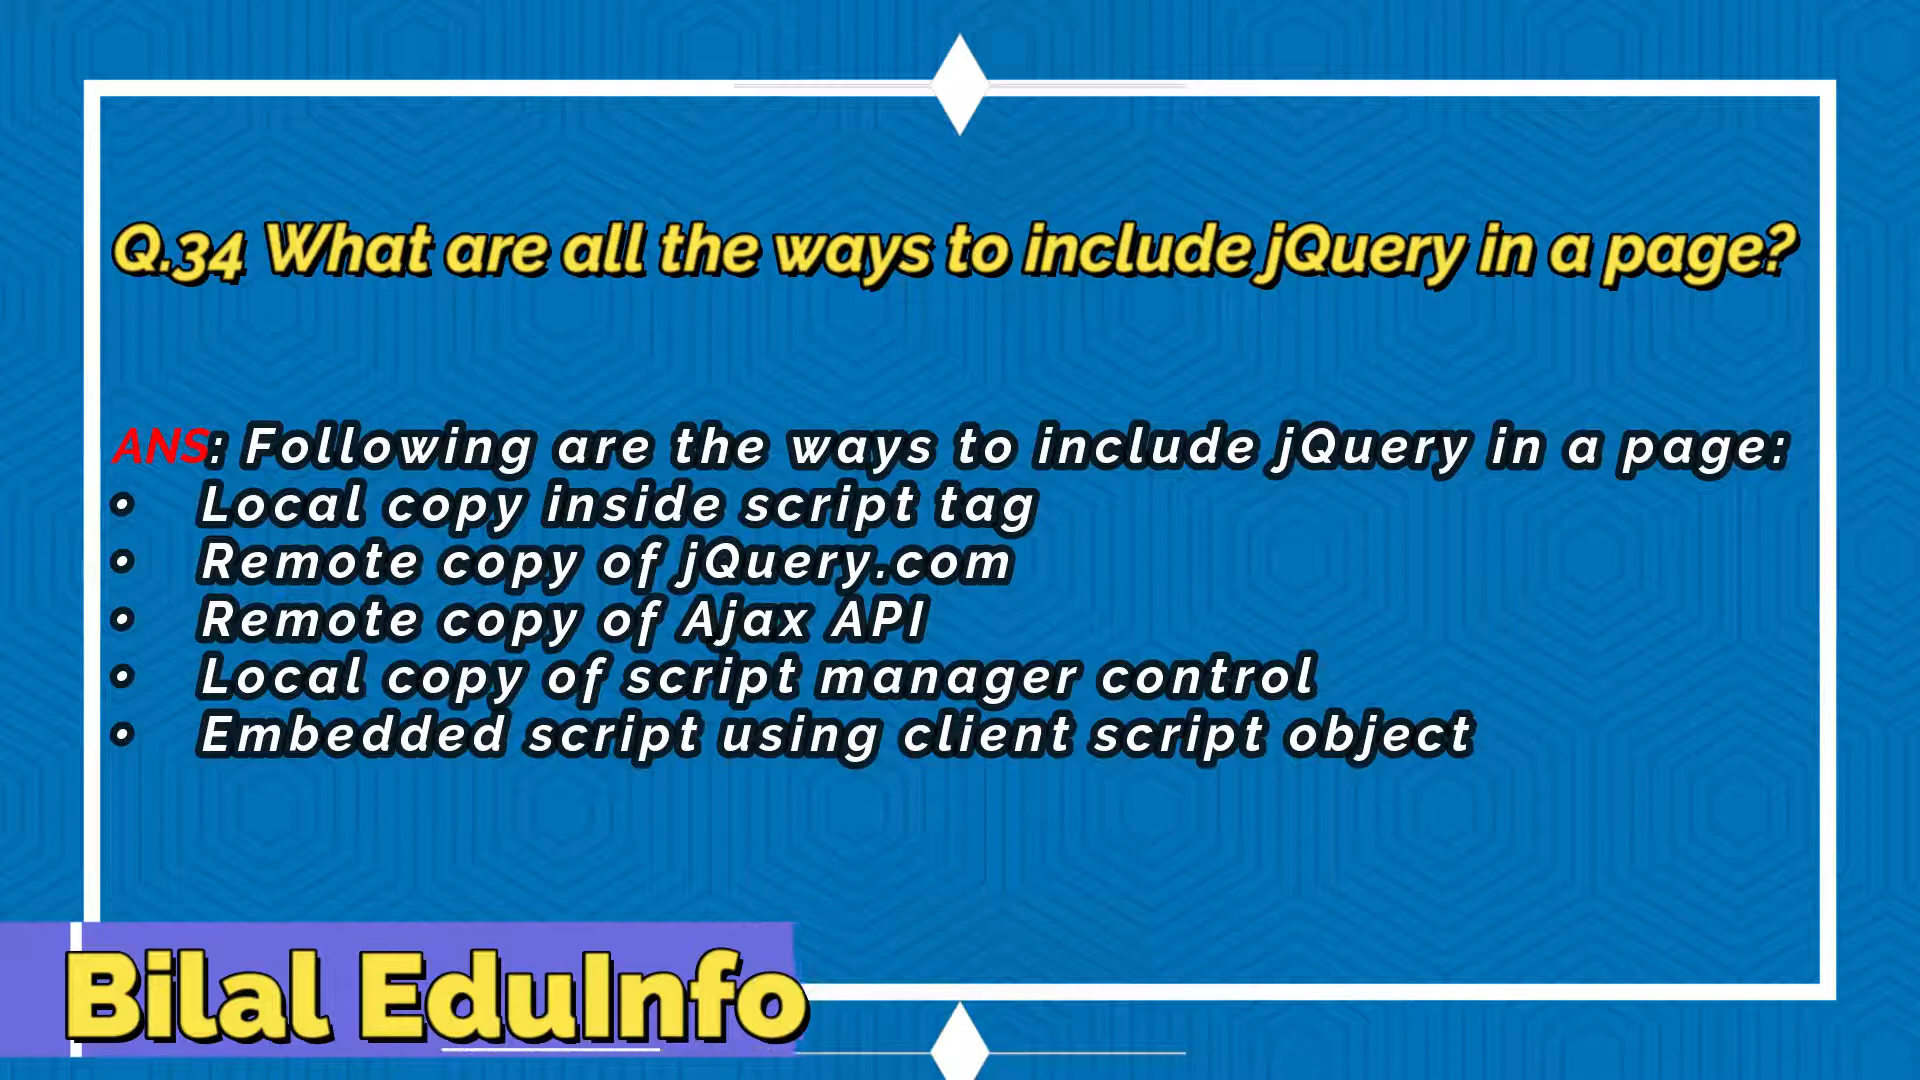 Q.34 What are all the ways to include jQuery in a page?
ANS: Following are the ways to include jQuery in a page:
• Local copy inside script tag
• Remote copy of jQuery.com
• Remote copy of Ajax API
• Local copy of script manager control
• Embedded script using client script object
Bilal EduInfo